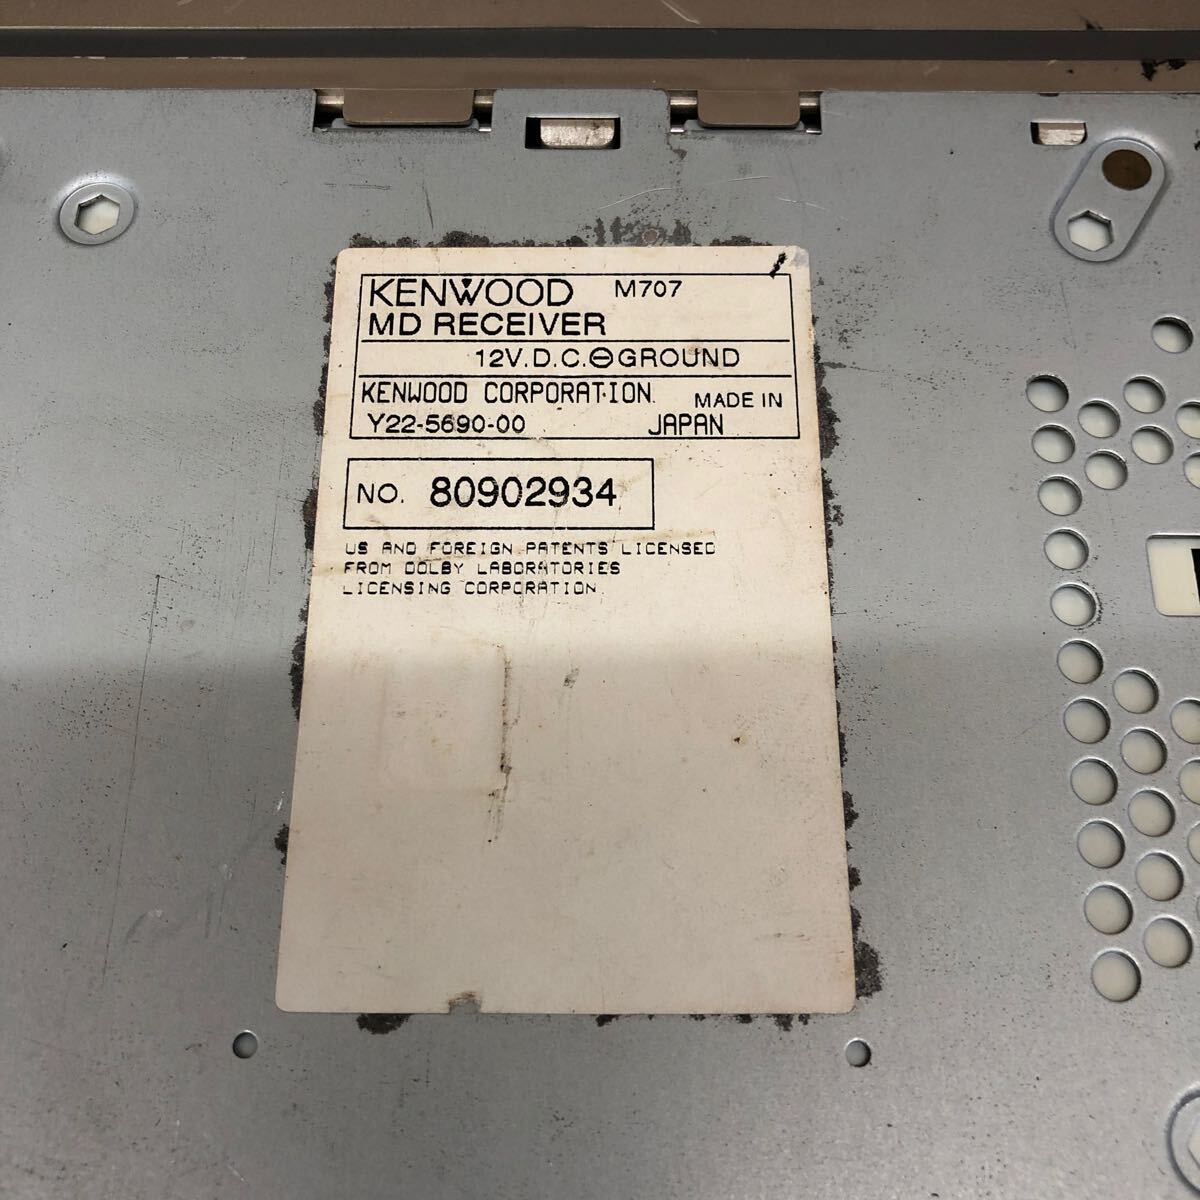 KENWOOD M707
MD RECEIVER
12V.D.C.⊖GROUND
KENWOOD CORPORATION MADE IN
Y22-5690-00 JAPAN
NO. 80902934
US AND FOREIGN PATENTS LICENSED
FROM DOLBY LABORATORIES
LICENSING CORPORATION